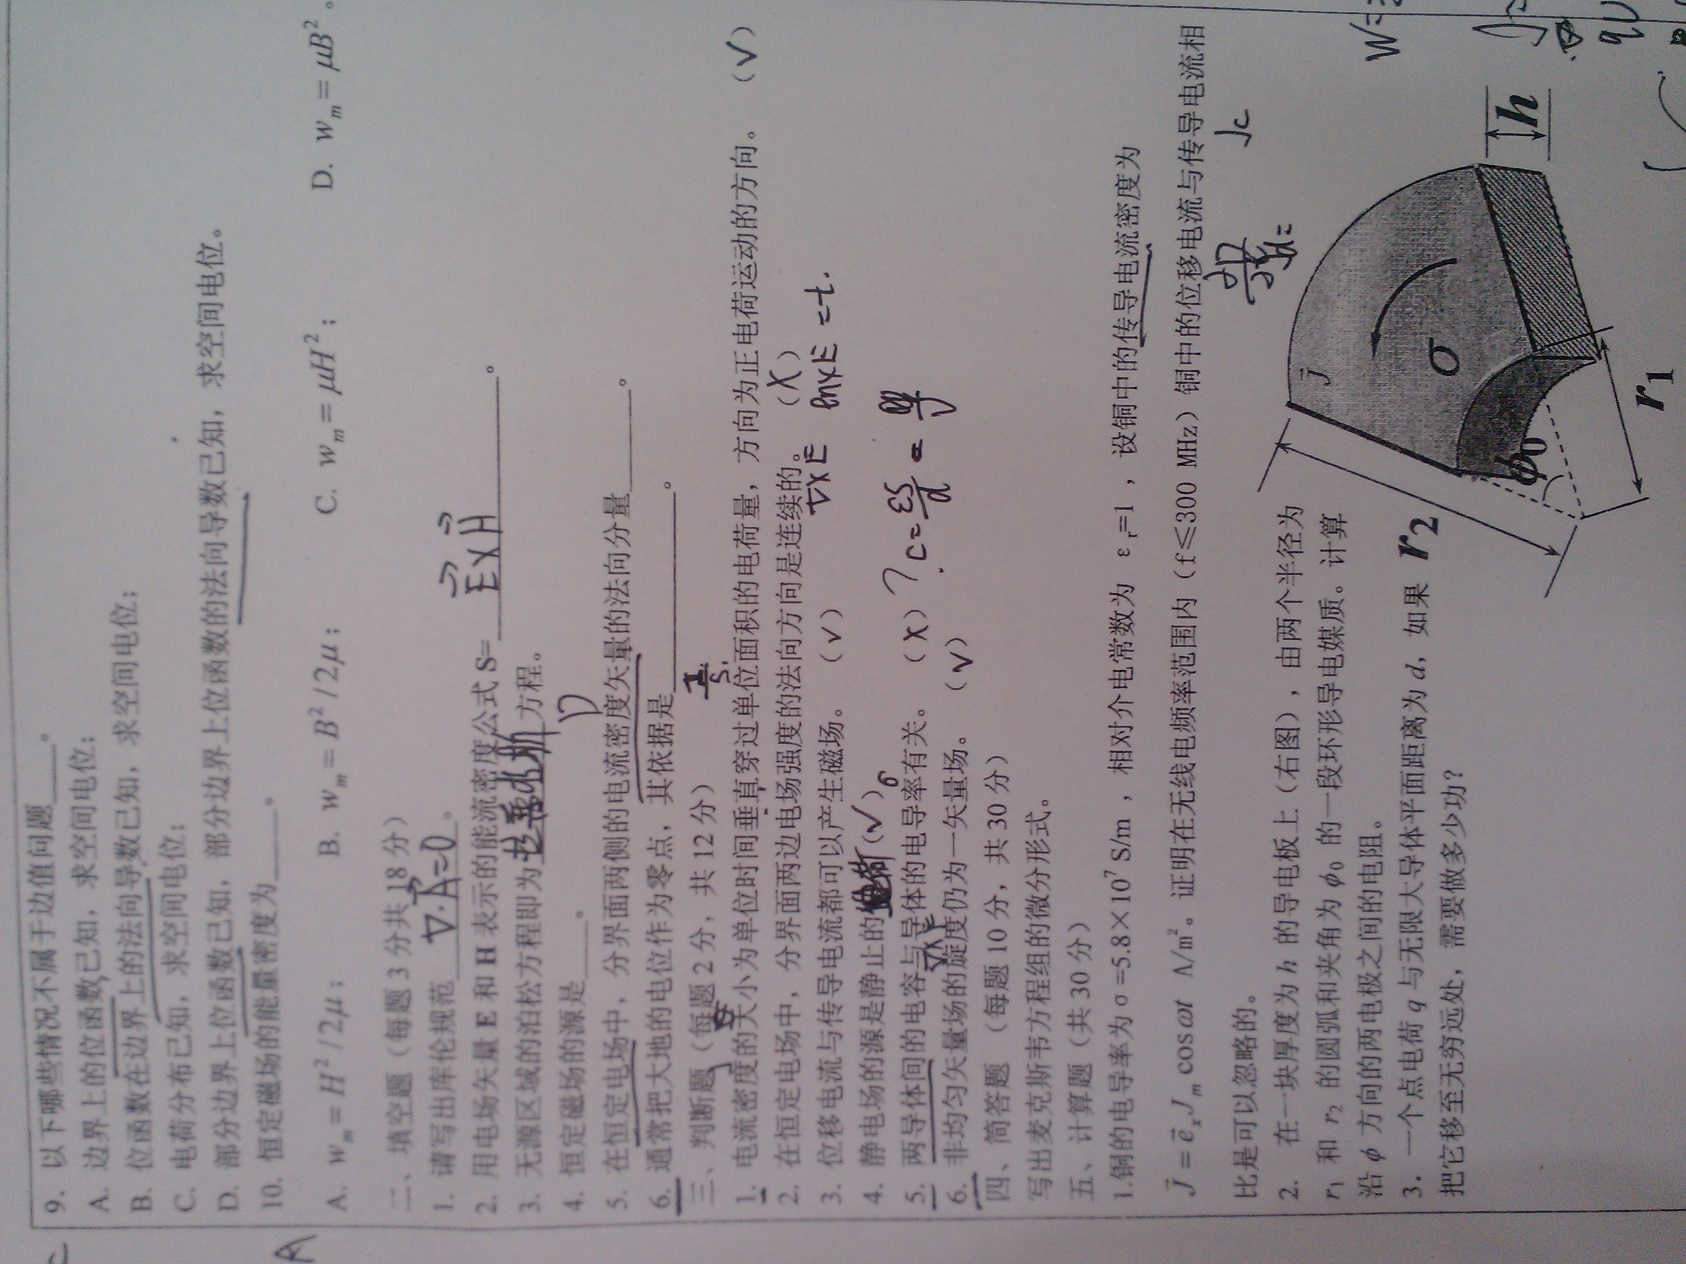 9. 以下哪些情况不属于边值问题____。
A. 边界上的位函数已知，求空间电位；
B. 位函数在边界上的法向导数已知，求空间电位；
C. 电荷分布已知，求空间电位；
D. 部分边界上位函数已知，部分边界上位函数的法向导数已知，求空间电位。
10. 恒定磁场的能量密度为____。
A
A. wₘ = H²/2μ； B. wₘ = B²/2μ； C. wₘ = μH²； D. wₘ = μB²。
二、填空题（每题 3 分共 18 分）
1. 请写出库伦规范 ∇·A⃗=0 。
2. 用电场矢量 E 和 H 表示的能流密度公式 S= E⃗×H⃗ 。
3. 无源区域的泊松方程即为 方程。
4. 恒定磁场的源是____。
5. 在恒定电场中，分界面两侧的电流密度矢量的法向分量____。
6. 通常把大地的电位作为零点，其依据是____。
三、判断题（每题 2 分，共 12 分）
1. 电流密度的大小为单位时间垂直穿过单位面积的电荷量，方向为正电荷运动的方向。（√）
2. 在恒定电场中，分界面两边电场强度的法向方向是连续的。（X）
∇×E
3. 位移电流与传导电流都可以产生磁场。（√）
4. 静电场的源是静止的电荷（√）。
5. 两导体间的电容与导体的电导率有关。（X）? C=εS/d
6. 非均匀矢量场的旋度仍为一矢量场。（√）
四、简答题 （每题 10 分，共 30 分）
写出麦克斯韦方程组的微分形式。
五、计算题（共 30 分）
1.铜的电导率为 σ =5.8×10⁷ S/m，相对介电常数为 εᵣ=1，设铜中的传导电流密度为
J⃗ = e⃗ₓJₘ cos ωt A/m²。证明在无线电频率范围内（f≤300 MHz）铜中的位移电流与传导电流相
比是可以忽略的。
Jc
2. 在一块厚度为 h 的导电板上（右图），由两个半径为
r₁ 和 r₂ 的圆弧和夹角为 φ₀ 的一段环形导电媒质。计算
沿 φ 方向的两电极之间的电阻。
3. 一个点电荷 q 与无限大导体平面距离为 d，如果
把它移至无穷远处，需要做多少功？
J⃗
σ
h
φ₀
r₂
r₁